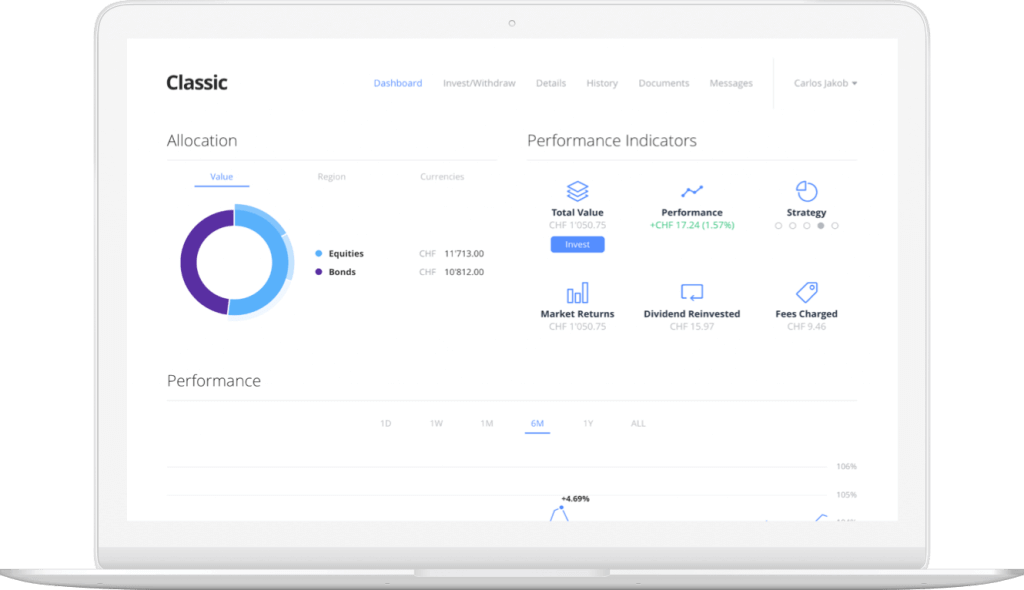 Classic
Dashboard Invest/Withdraw Details History Documents Messages Carlos Jakob
Allocation
Value Region Currencies
Equities CHF 11'713.00
Bonds CHF 10'812.00
Performance Indicators
Total Value Performance Strategy
CHF 1'050.75 +CHF 17.24 (1.57%)
Invest
Market Returns Dividend Reinvested Fees Charged
CHF 1'050.75 CHF 15.97 CHF 9.46
Performance
1D 1W 1M 6M 1Y ALL
106%
105%
+4.69%